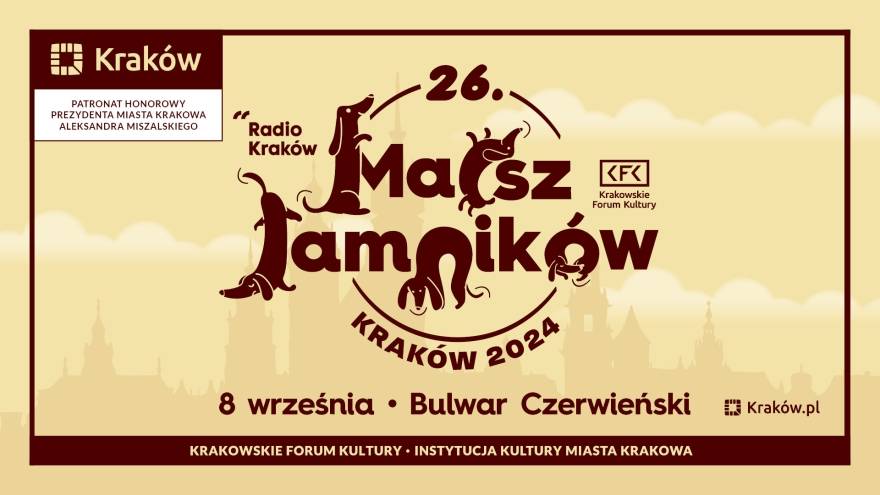 Kraków
PATRONAT HONOROWY
PREZYDENTA MIASTA KRAKOWA
ALEKSANDRA MISZALSKIEGO
26.
Radio
Kraków
Marsz
Jamników
KFK
Krakowskie
Forum Kultury
KRAKÓW 2024
8 września • Bulwar Czerwieński
Kraków.pl
KRAKOWSKIE FORUM KULTURY • INSTYTUCJA KULTURY MIASTA KRAKOWA